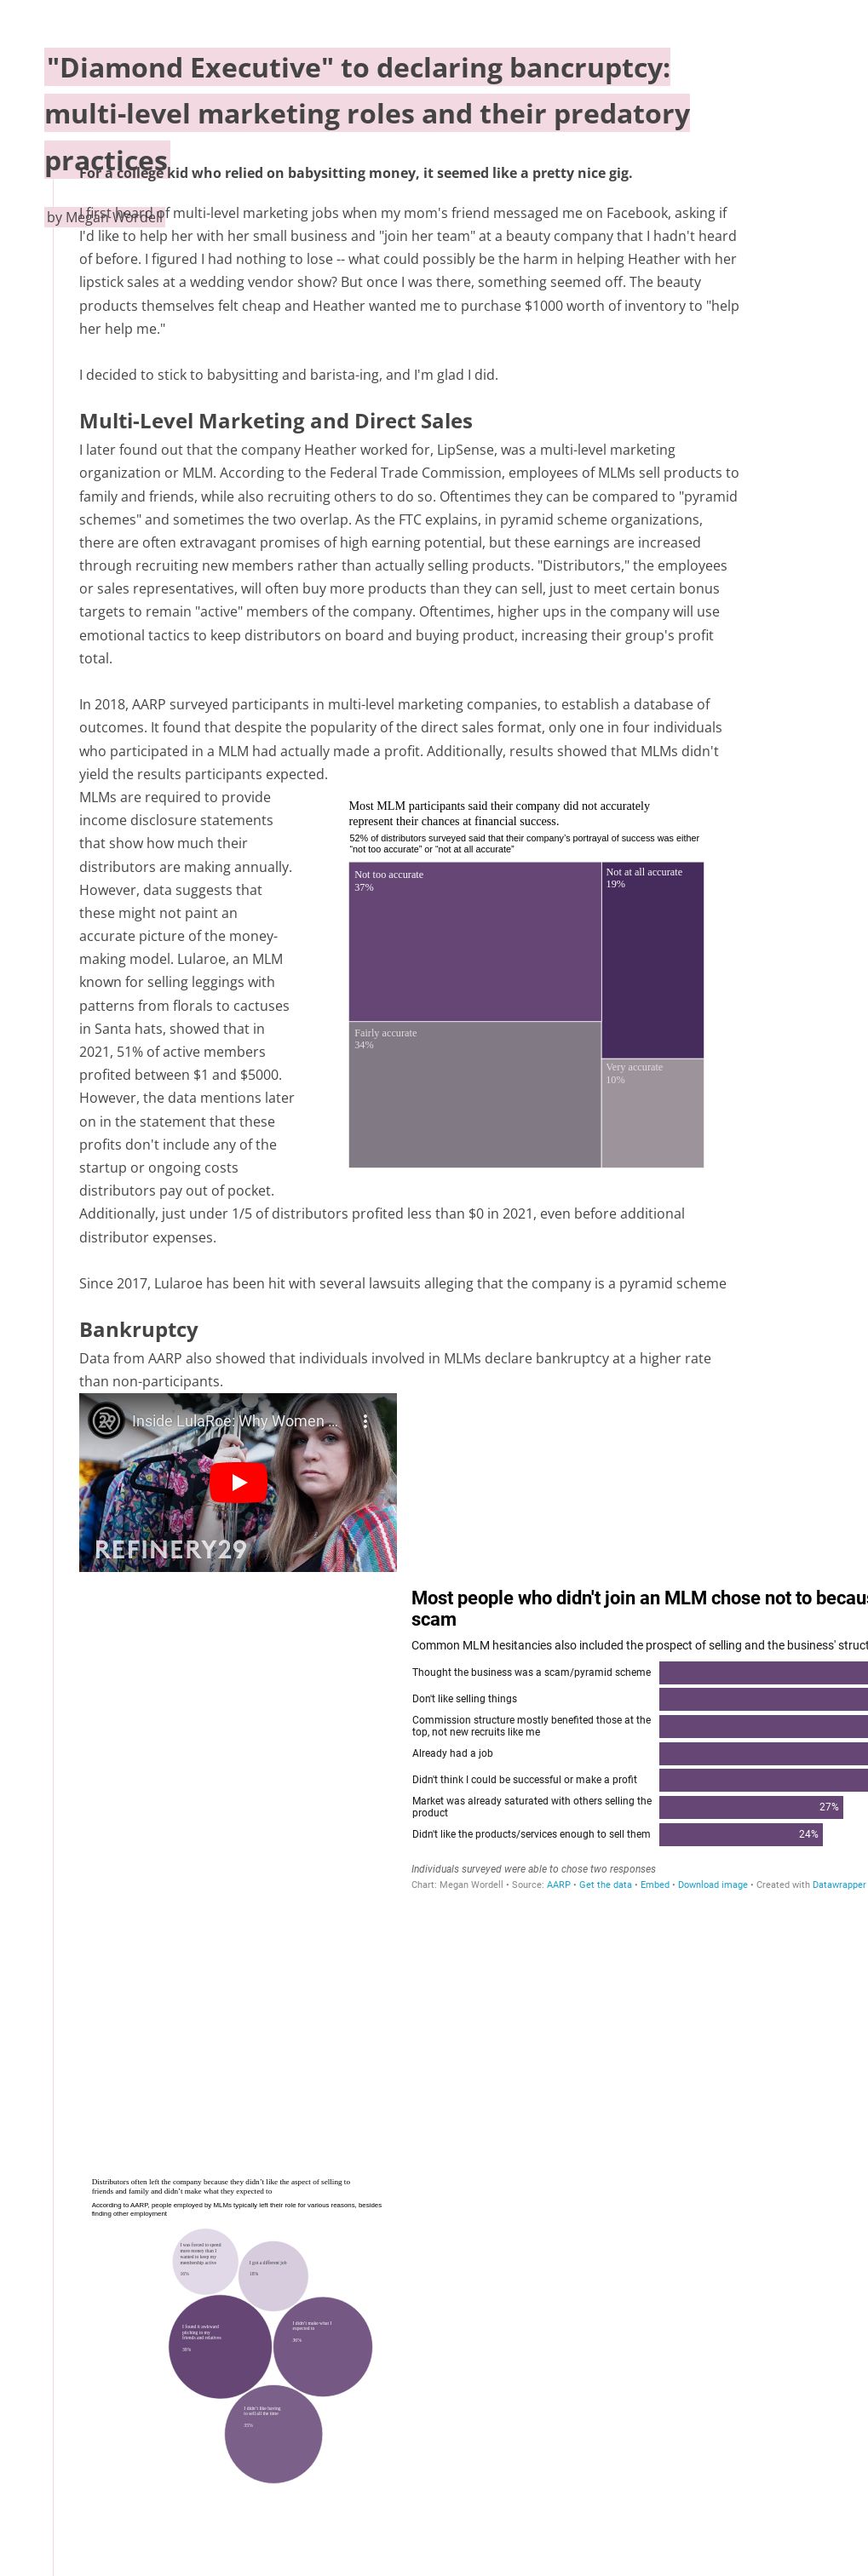 "Diamond Executive" to declaring bancruptcy:
multi-level marketing roles and their predatory
practices
For a college kid who relied on babysitting money, it seemed like a pretty nice gig.
by Megan Wordell
I first heard of multi-level marketing jobs when my mom's friend messaged me on Facebook, asking if
I'd like to help her with her small business and "join her team" at a beauty company that I hadn't heard
of before. I figured I had nothing to lose -- what could possibly be the harm in helping Heather with her
lipstick sales at a wedding vendor show? But once I was there, something seemed off. The beauty
products themselves felt cheap and Heather wanted me to purchase $1000 worth of inventory to "help
her help me."
I decided to stick to babysitting and barista-ing, and I'm glad I did.
Multi-Level Marketing and Direct Sales
I later found out that the company Heather worked for, LipSense, was a multi-level marketing
organization or MLM. According to the Federal Trade Commission, employees of MLMs sell products to
family and friends, while also recruiting others to do so. Oftentimes they can be compared to "pyramid
schemes" and sometimes the two overlap. As the FTC explains, in pyramid scheme organizations,
there are often extravagant promises of high earning potential, but these earnings are increased
through recruiting new members rather than actually selling products. "Distributors," the employees
or sales representatives, will often buy more products than they can sell, just to meet certain bonus
targets to remain "active" members of the company. Oftentimes, higher ups in the company will use
emotional tactics to keep distributors on board and buying product, increasing their group's profit
total.
In 2018, AARP surveyed participants in multi-level marketing companies, to establish a database of
outcomes. It found that despite the popularity of the direct sales format, only one in four individuals
who participated in a MLM had actually made a profit. Additionally, results showed that MLMs didn't
yield the results participants expected.
MLMs are required to provide
income disclosure statements
that show how much their
distributors are making annually.
However, data suggests that
these might not paint an
accurate picture of the money-
making model. Lularoe, an MLM
known for selling leggings with
patterns from florals to cactuses
in Santa hats, showed that in
2021, 51% of active members
profited between $1 and $5000.
However, the data mentions later
on in the statement that these
profits don't include any of the
startup or ongoing costs
distributors pay out of pocket.
Most MLM participants said their company did not accurately
represent their chances at financial success.
52% of distributors surveyed said that their company's portrayal of success was either
"not too accurate" or "not at all accurate"
Not too accurate
37%
Not at all accurate
19%
Fairly accurate
34%
Very accurate
10%
Additionally, just under 1/5 of distributors profited less than $0 in 2021, even before additional
distributor expenses.
Since 2017, Lularoe has been hit with several lawsuits alleging that the company is a pyramid scheme
Bankruptcy
Data from AARP also showed that individuals involved in MLMs declare bankruptcy at a higher rate
than non-participants.
29
Inside LulaRoe: Why Women ...
REFINERY29
Most people who didn't join an MLM chose not to becau
scam
Common MLM hesitancies also included the prospect of selling and the business' struct
Thought the business was a scam/pyramid scheme
Don't like selling things
Commission structure mostly benefited those at the
top, not new recruits like me
Already had a job
Didn't think I could be successful or make a profit
Market was already saturated with others selling the
product
27%
Didn't like the products/services enough to sell them
24%
Individuals surveyed were able to chose two responses
Chart: Megan Wordell • Source: AARP • Get the data • Embed • Download image • Created with Datawrapper
Distributors often left the company because they didn't like the aspect of selling to
friends and family and didn't make what they expected to
According to AARP, people employed by MLMs typically left their role for various reasons, besides
finding other employment
I was forced to spend
more money than I
wanted to keep my
membership active
I got a different job
18%
I found it awkward
pitching to my
friends and relatives
I didn't make what I
expected to
36%
I didn't like having
to sell all the time
35%